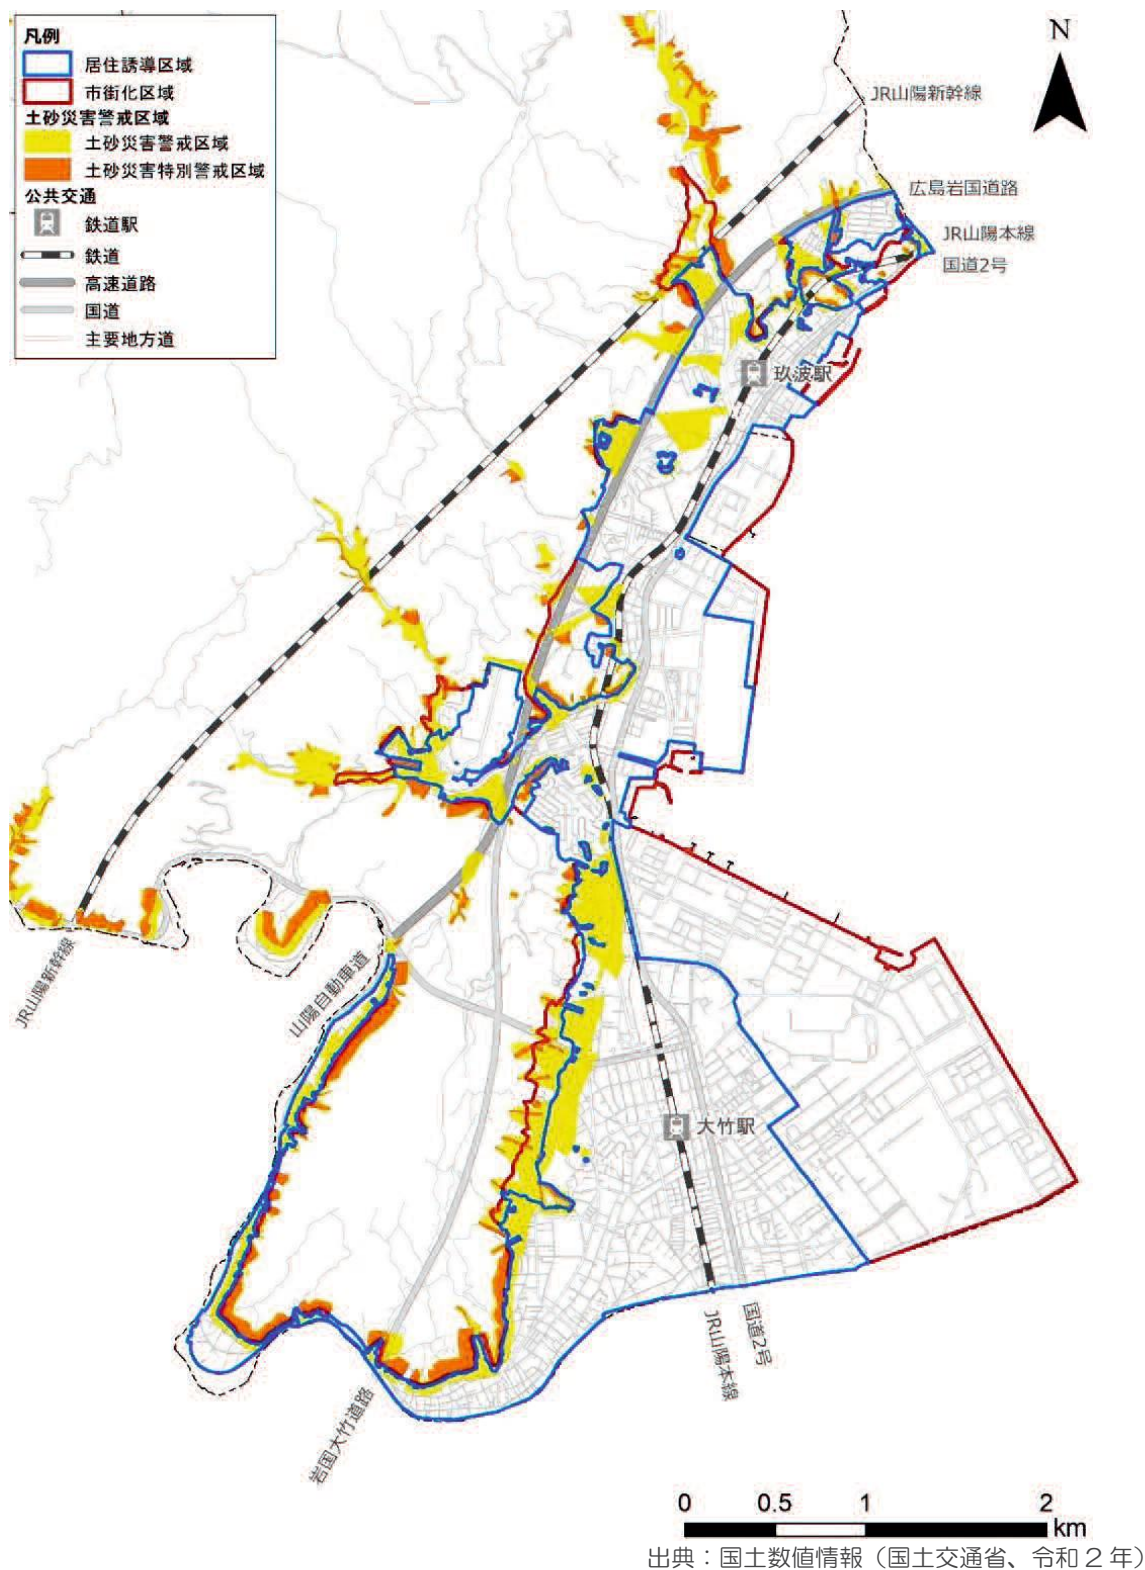 凡例
居住誘導区域
市街化区域
土砂災害警戒区域
土砂災害警戒区域
土砂災害特別警戒区域
公共交通
鉄道駅
鉄道
高速道路
国道
主要地方道
N
JR山陽新幹線
広島岩国道路
JR山陽本線
国道2号
玖波駅
JR山陽新幹線
山陽自動車道
大竹駅
岩国大竹道路
JR山陽本線
国道2号
0 0.5 1 2
km
出典：国土数値情報（国土交通省、令和2年）